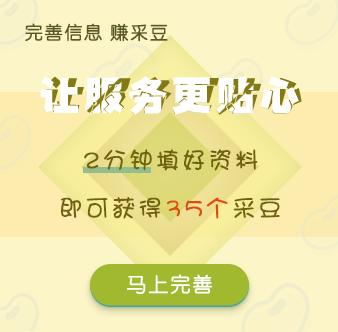 完善信息 赚采豆
让服务更贴心
2分钟填好资料
即可获得35个采豆
马上完善